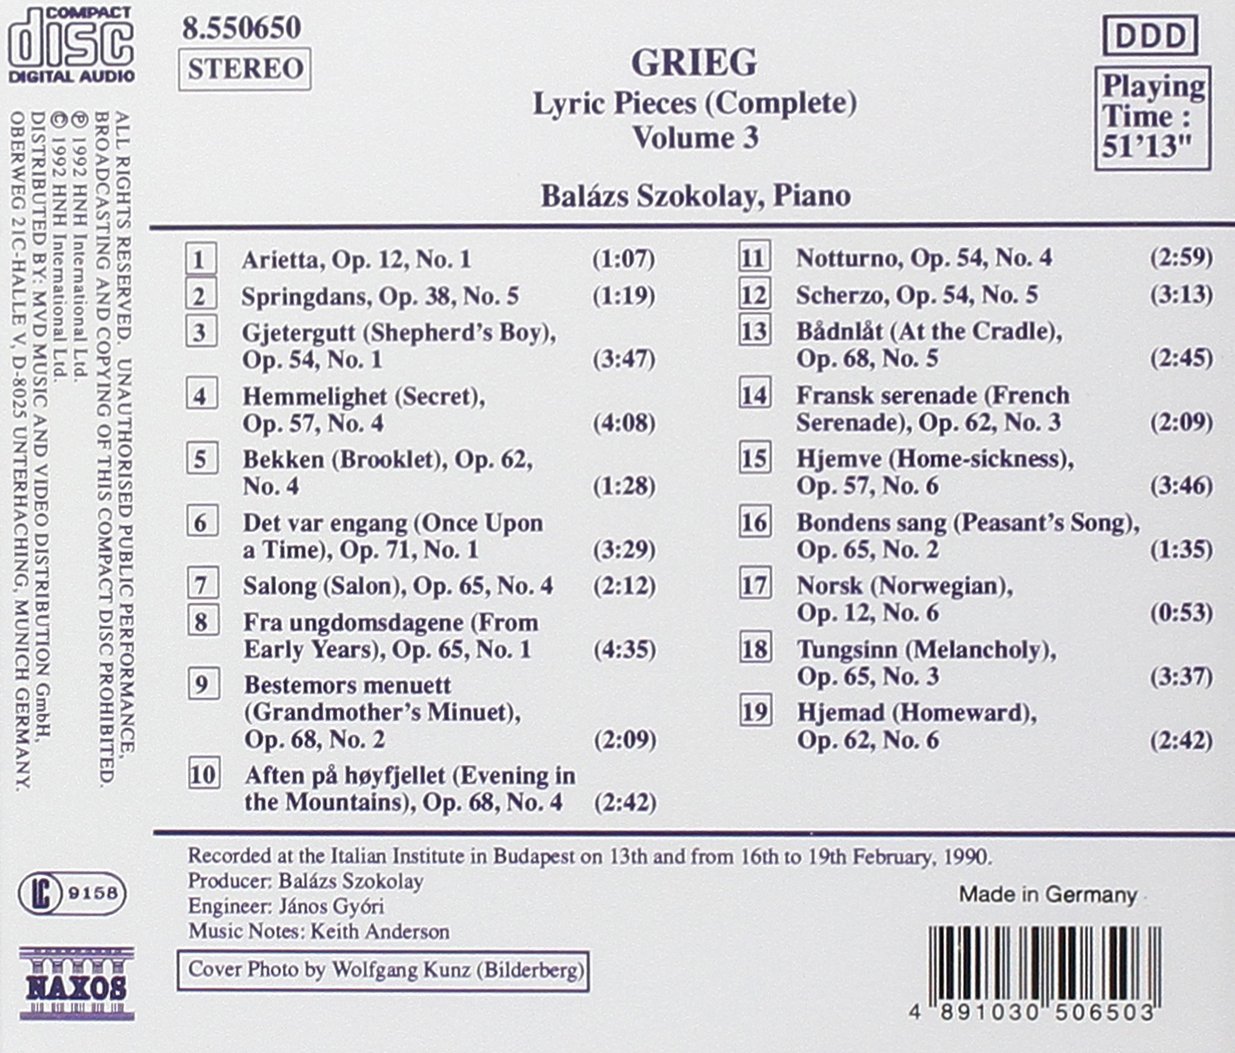 COMPACT
disc
DIGITAL AUDIO
8.550650
STEREO
GRIEG
Lyric Pieces (Complete)
Volume 3
Balázs Szokolay, Piano
DDD
Playing
Time :
51'13"
ALL RIGHTS RESERVED. UNAUTHORISED PUBLIC PERFORMANCE,
BROADCASTING AND COPYING OF THIS COMPACT DISC PROHIBITED.
℗ 1992 HNH International Ltd.
© 1992 HNH International Ltd.
DISTRIBUTED BY: MVD MUSIC AND VIDEO DISTRIBUTION GmbH,
OBERWEG 21C-HALLE V, D-8025 UNTERHACHING, MUNICH GERMANY.
1 Arietta, Op. 12, No. 1 (1:07)
2 Springdans, Op. 38, No. 5 (1:19)
3 Gjetergutt (Shepherd's Boy),
Op. 54, No. 1 (3:47)
4 Hemmelighet (Secret),
Op. 57, No. 4 (4:08)
5 Bekken (Brooklet), Op. 62,
No. 4 (1:28)
6 Det var engang (Once Upon
a Time), Op. 71, No. 1 (3:29)
7 Salong (Salon), Op. 65, No. 4 (2:12)
8 Fra ungdomsdagene (From
Early Years), Op. 65, No. 1 (4:35)
9 Bestemors menuett
(Grandmother's Minuet),
Op. 68, No. 2 (2:09)
10 Aften på høyfjellet (Evening in
the Mountains), Op. 68, No. 4 (2:42)
11 Notturno, Op. 54, No. 4 (2:59)
12 Scherzo, Op. 54, No. 5 (3:13)
13 Bådnlåt (At the Cradle),
Op. 68, No. 5 (2:45)
14 Fransk serenade (French
Serenade), Op. 62, No. 3 (2:09)
15 Hjemve (Home-sickness),
Op. 57, No. 6 (3:46)
16 Bondens sang (Peasant's Song),
Op. 65, No. 2 (1:35)
17 Norsk (Norwegian),
Op. 12, No. 6 (0:53)
18 Tungsinn (Melancholy),
Op. 65, No. 3 (3:37)
19 Hjemad (Homeward),
Op. 62, No. 6 (2:42)
Recorded at the Italian Institute in Budapest on 13th and from 16th to 19th February, 1990.
Producer: Balázs Szokolay
Engineer: János Győri
Music Notes: Keith Anderson
Cover Photo by Wolfgang Kunz (Bilderberg)
LC 9158
NAXOS
Made in Germany
4 891030 506503